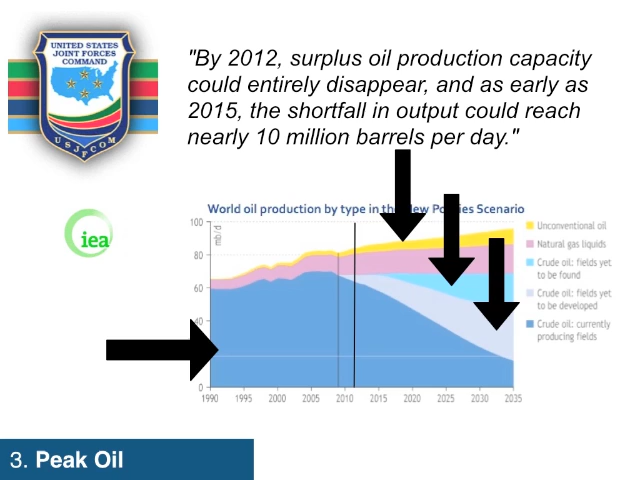 UNITED STATES
JOINT FORCES
COMMAND
USJFCOM
"By 2012, surplus oil production capacity
could entirely disappear, and as early as
2015, the shortfall in output could reach
nearly 10 million barrels per day."
iea
World oil production by type in the New Scenario
100
80
60
40
0
mb/d
1990 1995 2000 2005 2010 2015 2020 2025 2030 2035
Unconventional oil
Natural gas liquids
Crude oil: fields yet
to be found
Crude oil: fields yet
to be developed
Crude oil: currently
producing fields
3. Peak Oil